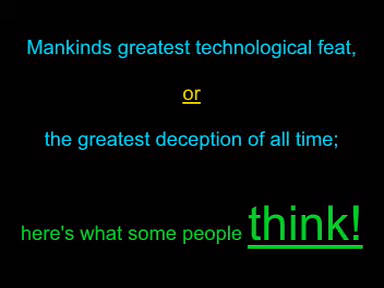 Mankinds greatest technological feat,
or
the greatest deception of all time;
here's what some people think!